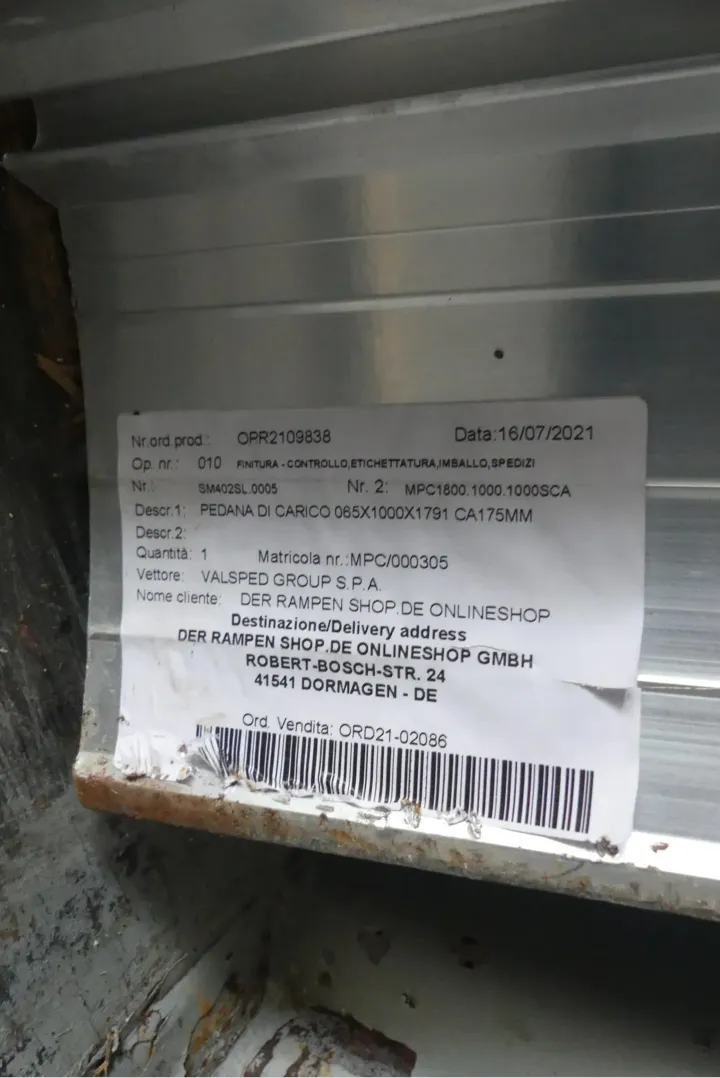 Nr.ord.prod.: OPR2109838 Data:16/07/2021
Op. nr.: 010 FINITURA - CONTROLLO,ETICHETTATURA,IMBALLO,SPEDIZI
Nr.: SM402SL.0005 Nr. 2: MPC1800.1000.1000SCA
Descr.1: PEDANA DI CARICO 065X1000X1791 CA175MM
Descr.2:
Quantità: 1 Matricola nr.:MPC/000305
Vettore: VALSPED GROUP S.P.A.
Nome cliente: DER RAMPEN SHOP.DE ONLINESHOP
Destinazione/Delivery address
DER RAMPEN SHOP.DE ONLINESHOP GMBH
ROBERT-BOSCH-STR. 24
41541 DORMAGEN - DE
Ord. Vendita: ORD21-02086